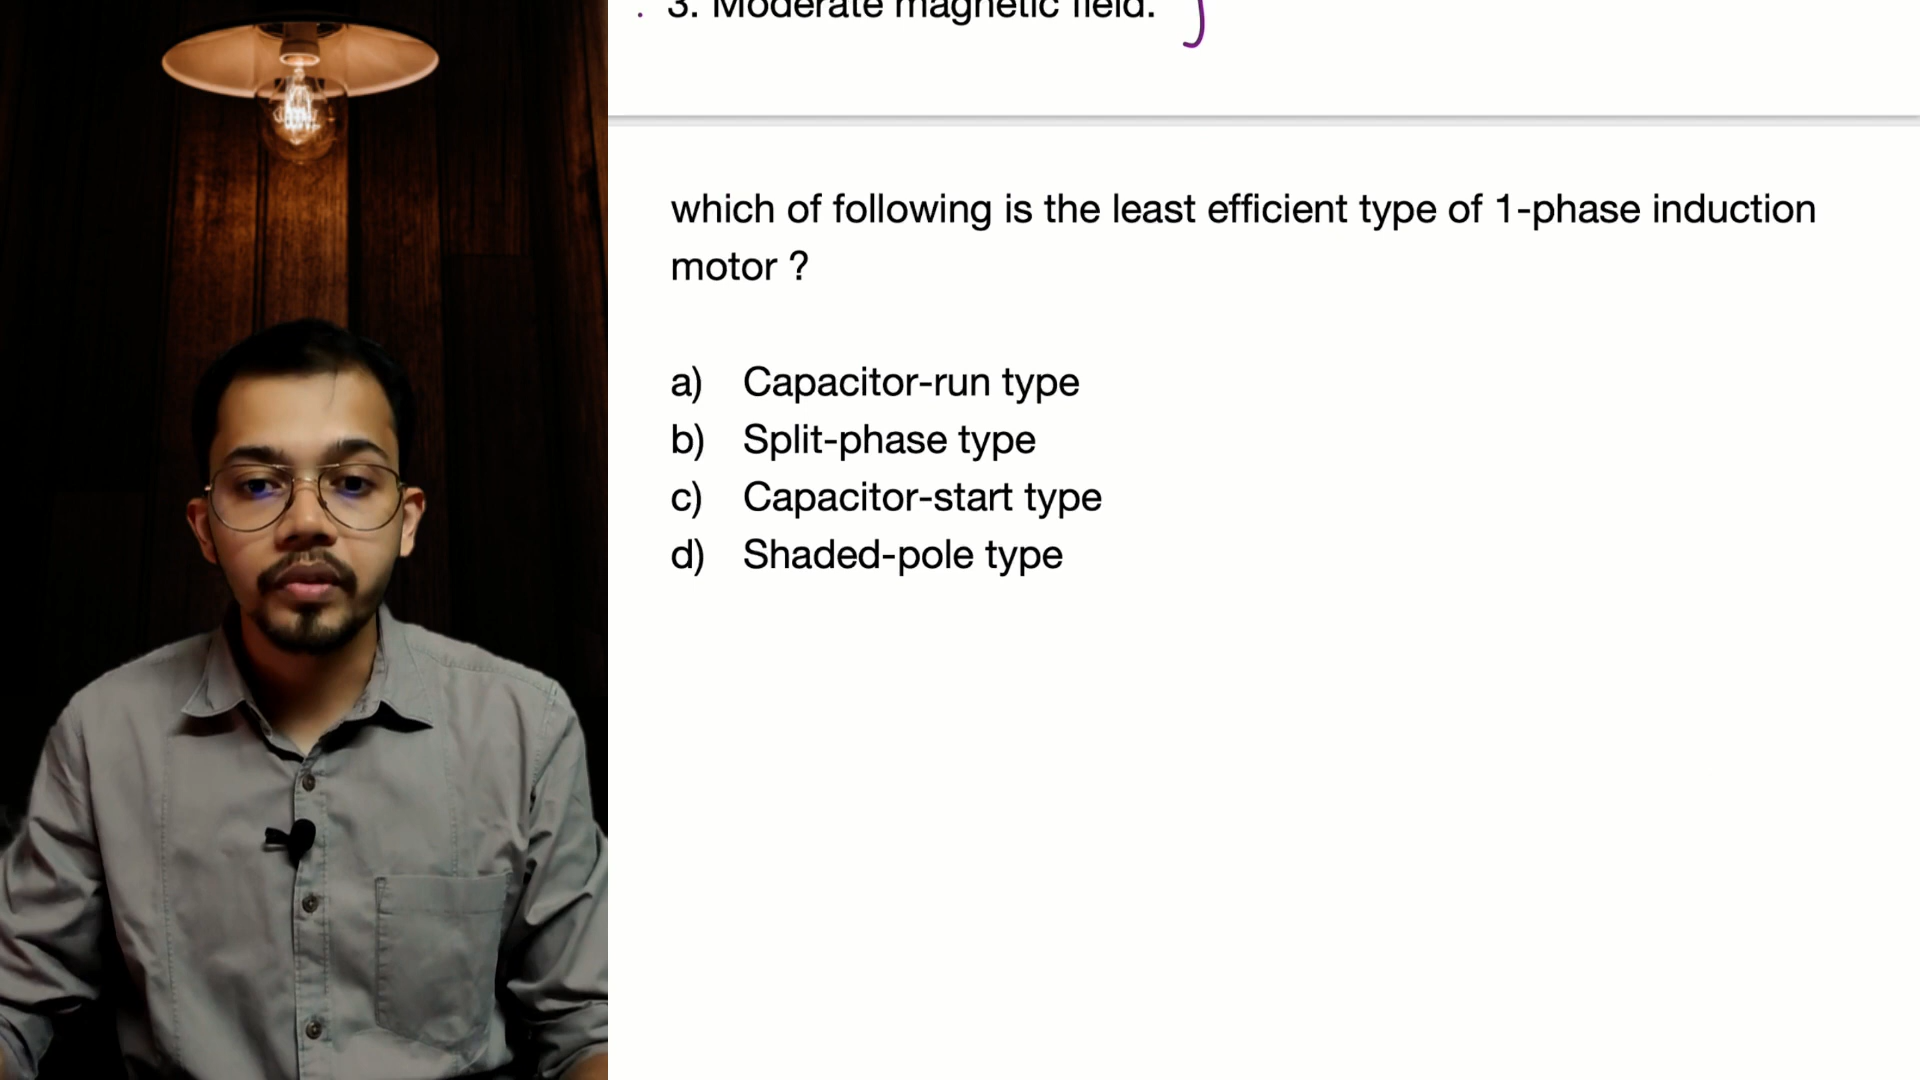 . 3. Moderate magnetic field.
which of following is the least efficient type of 1-phase induction
motor ?
a) Capacitor-run type
b) Split-phase type
c) Capacitor-start type
d) Shaded-pole type